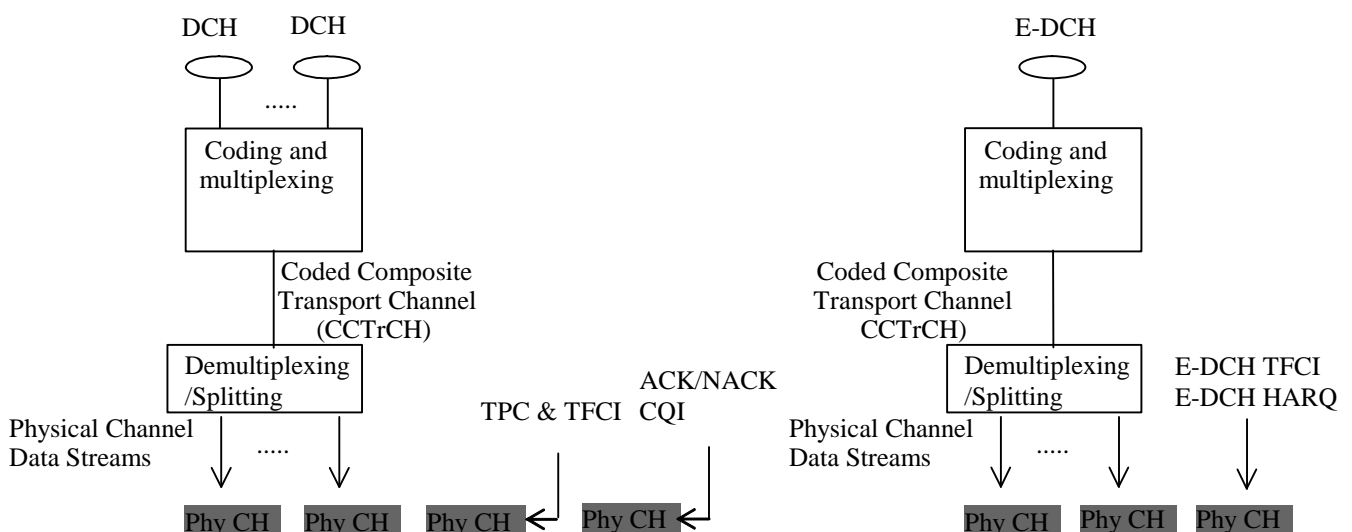 DCH
DCH
.....
Coding and
multiplexing
Coded Composite
Transport Channel
(CCTrCH)
Demultiplexing
/Splitting
Physical Channel
Data Streams
.....
TPC & TFCI
ACK/NACK
CQI
Phy CH
Phy CH
Phy CH
Phy CH
E-DCH
Coding and
multiplexing
Coded Composite
Transport Channel
CCTrCH)
Demultiplexing
/Splitting
Physical Channel
Data Streams
.....
E-DCH TFCI
E-DCH HARQ
Phy CH
Phy CH
Phy CH